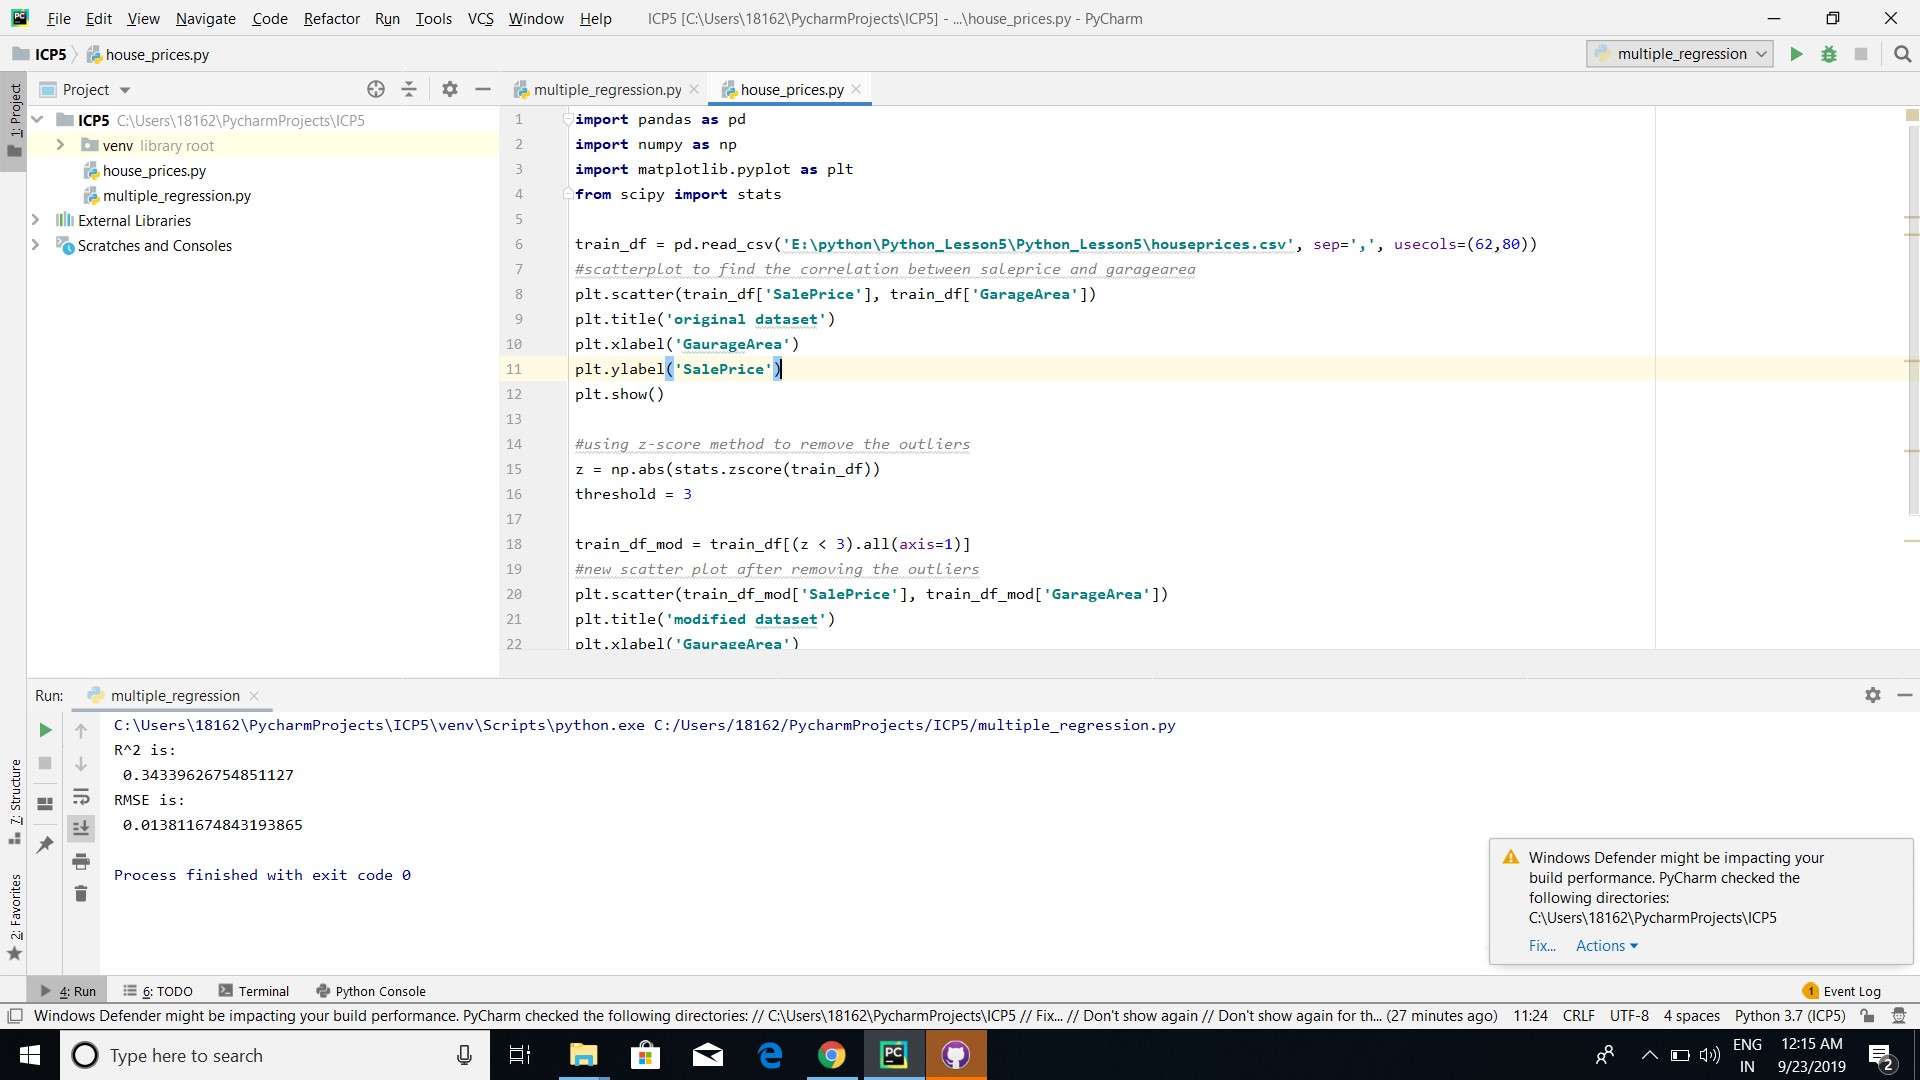 File Edit View Navigate Code Refactor Run Tools VCS Window Help ICP5 [C:\Users\18162\PycharmProjects\ICP5] - ...\house_prices.py - PyCharm
ICP5 house_prices.py multiple_regression
1: Project
Project
multiple_regression.py house_prices.py
ICP5 C:\Users\18162\PycharmProjects\ICP5
venv library root
house_prices.py
multiple_regression.py
External Libraries
Scratches and Consoles
1 import pandas as pd
2 import numpy as np
3 import matplotlib.pyplot as plt
4 from scipy import stats
5
6 train_df = pd.read_csv('E:\python\Python_Lesson5\Python_Lesson5\houseprices.csv', sep=',', usecols=(62,80))
7 #scatterplot to find the correlation between saleprice and garagearea
8 plt.scatter(train_df['SalePrice'], train_df['GarageArea'])
9 plt.title('original dataset')
10 plt.xlabel('GaurageArea')
11 plt.ylabel('SalePrice')
12 plt.show()
13
14 #using z-score method to remove the outliers
15 z = np.abs(stats.zscore(train_df))
16 threshold = 3
17
18 train_df_mod = train_df[(z < 3).all(axis=1)]
19 #new scatter plot after removing the outliers
20 plt.scatter(train_df_mod['SalePrice'], train_df_mod['GarageArea'])
21 plt.title('modified dataset')
22 plt.xlabel('GaurageArea')
Run: multiple_regression
C:\Users\18162\PycharmProjects\ICP5\venv\Scripts\python.exe C:/Users/18162/PycharmProjects/ICP5/multiple_regression.py
R^2 is:
0.34339626754851127
RMSE is:
0.013811674843193865
Process finished with exit code 0
7: Structure
2: Favorites
Windows Defender might be impacting your
build performance. PyCharm checked the
following directories:
C:\Users\18162\PycharmProjects\ICP5
Fix... Actions
4: Run 6: TODO Terminal Python Console 1 Event Log
Windows Defender might be impacting your build performance. PyCharm checked the following directories: // C:\Users\18162\PycharmProjects\ICP5 // Fix... // Don't show again // Don't show again for th... (27 minutes ago) 11:24 CRLF UTF-8 4 spaces Python 3.7 (ICP5)
Type here to search PC
ENG 12:15 AM
IN 9/23/2019 2